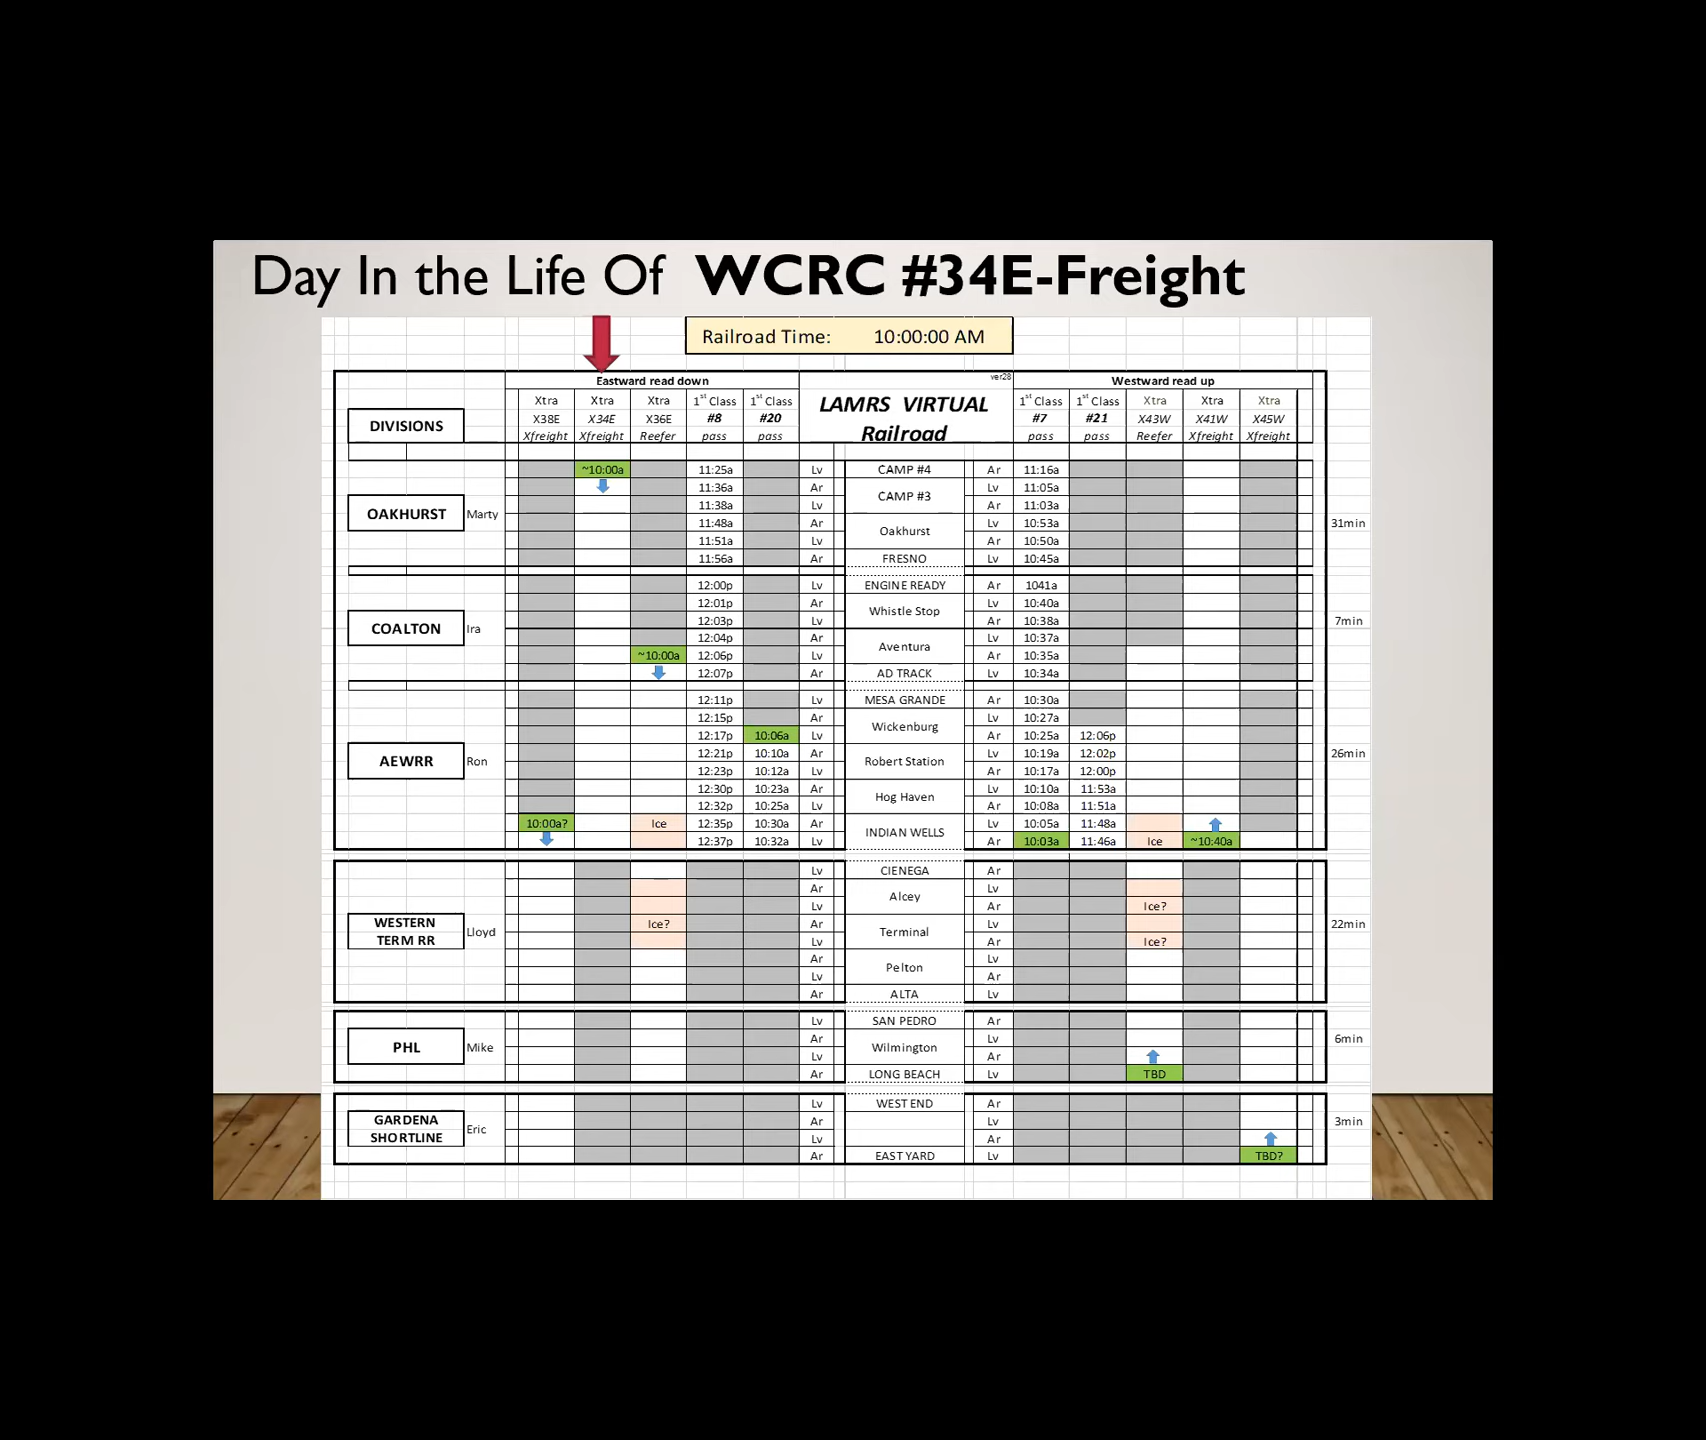 Day In the Life Of WCRC #34E-Freight
Railroad Time: 10:00:00 AM
Eastward read down ver28 Westward read up
DIVISIONS
Xtra Xtra Xtra 1st Class 1st Class LAMRS VIRTUAL 1st Class 1st Class Xtra Xtra Xtra
X38E X34E X36E #8 #20 Railroad #7 #21 X43W X41W X45W
Xfreight Xfreight Reefer pass pass pass pass Reefer Xfreight Xfreight
~10:00a 11:25a Lv CAMP #4 Ar 11:16a
11:36a Ar CAMP #3 Lv 11:05a
11:38a Lv Ar 11:03a
OAKHURST Marty 11:48a Ar Oakhurst Lv 10:53a 31min
11:51a Lv Ar 10:50a
11:56a Ar FRESNO Lv 10:45a
12:00p Lv ENGINE READY Ar 1041a
12:01p Ar Whistle Stop Lv 10:40a
12:03p Lv Ar 10:38a 7min
COALTON Ira 12:04p Ar Aventura Lv 10:37a
~10:00a 12:06p Lv Ar 10:35a
12:07p Ar AD TRACK Lv 10:34a
12:11p Lv MESA GRANDE Ar 10:30a
12:15p Ar Wickenburg Lv 10:27a
12:17p 10:06a Lv Ar 10:25a 12:06p
12:21p 10:10a Ar Robert Station Lv 10:19a 12:02p 26min
AEWRR Ron 12:23p 10:12a Lv Ar 10:17a 12:00p
12:30p 10:23a Ar Hog Haven Lv 10:10a 11:53a
12:32p 10:25a Lv Ar 10:08a 11:51a
10:00a? Ice 12:35p 10:30a Ar INDIAN WELLS Lv 10:05a 11:48a
12:37p 10:32a Lv Ar 10:03a 11:46a Ice ~10:40a
Lv CIENEGA Ar
Ar Alcey Lv
Lv Ar Ice?
WESTERN TERM RR Lloyd Ice? Ar Terminal Lv 22min
Lv Ar Ice?
Ar Pelton Lv
Lv Ar
Ar ALTA Lv
Lv SAN PEDRO Ar
Ar Wilmington Lv 6min
PHL Mike Lv Ar
Ar LONG BEACH Lv TBD
Lv WEST END Ar
GARDENA SHORTLINE Eric Ar Lv 3min
Lv Ar
Ar EAST YARD Lv TBD?